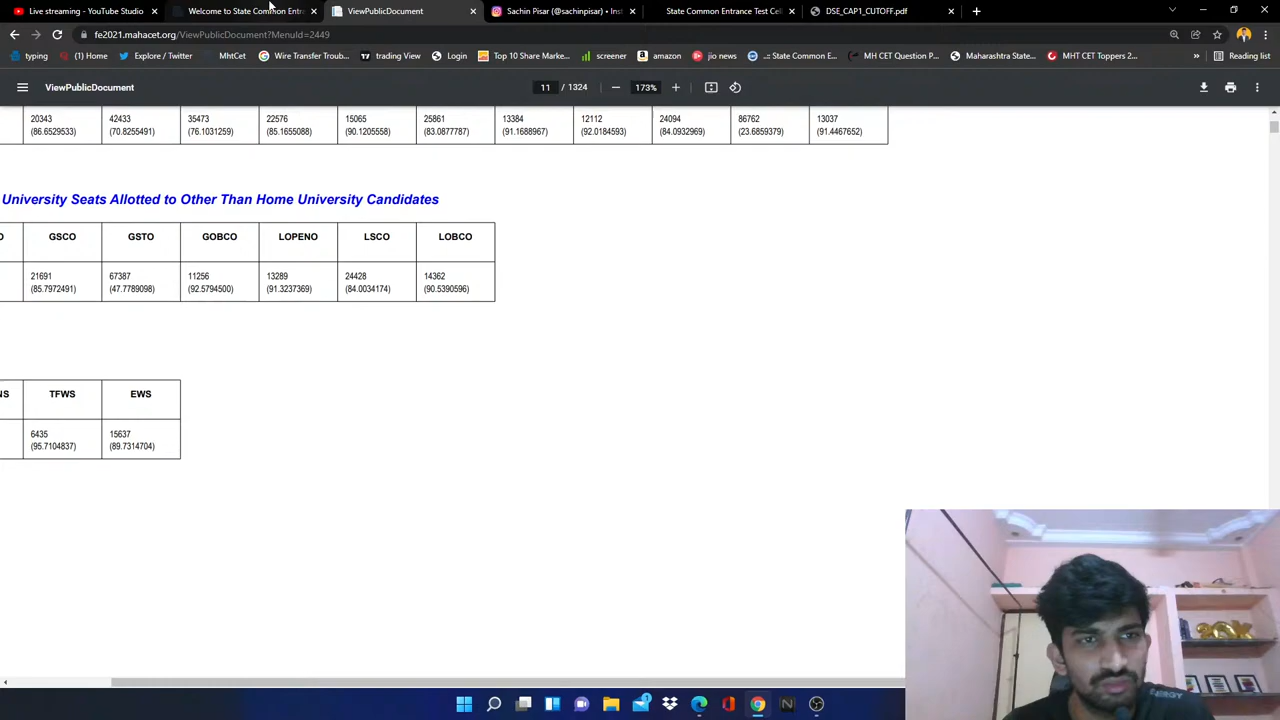 Live streaming - YouTube Studio
Welcome to State Common Entra
ViewPublicDocument
Sachin Pisar (@sachinpisar) • Inst
State Common Entrance Test Cell
DSE_CAP1_CUTOFF.pdf
fe2021.mahacet.org/ViewPublicDocument?MenuId=2449
typing
(1) Home
Explore / Twitter
MhtCet
Wire Transfer Troub...
trading view
Login
Top 10 Share Marke...
screener
amazon
jio news
..:: State Common E...
MH CET Question P...
Maharashtra State...
MHT CET Toppers 2...
Reading list
ViewPublicDocument
11 / 1324
173%
20343 42433 35473 22576 15065 25861 13384 12112 24094 86762 13037
(86.6529533) (70.8255491) (76.1031259) (85.1655088) (90.1205558) (83.0877787) (91.1688967) (92.0184593) (84.0932969) (23.6859379) (91.4467652)
University Seats Allotted to Other Than Home University Candidates
O GSCO GSTO GOBCO LOPENO LSCO LOBCO
21691 67387 11256 13289 24428 14362
(85.7972491) (47.7789098) (92.5794500) (91.3237369) (84.0034174) (90.5390596)
NS TFWS EWS
6435 15637
(95.7104837) (89.7314704)
ENERGY